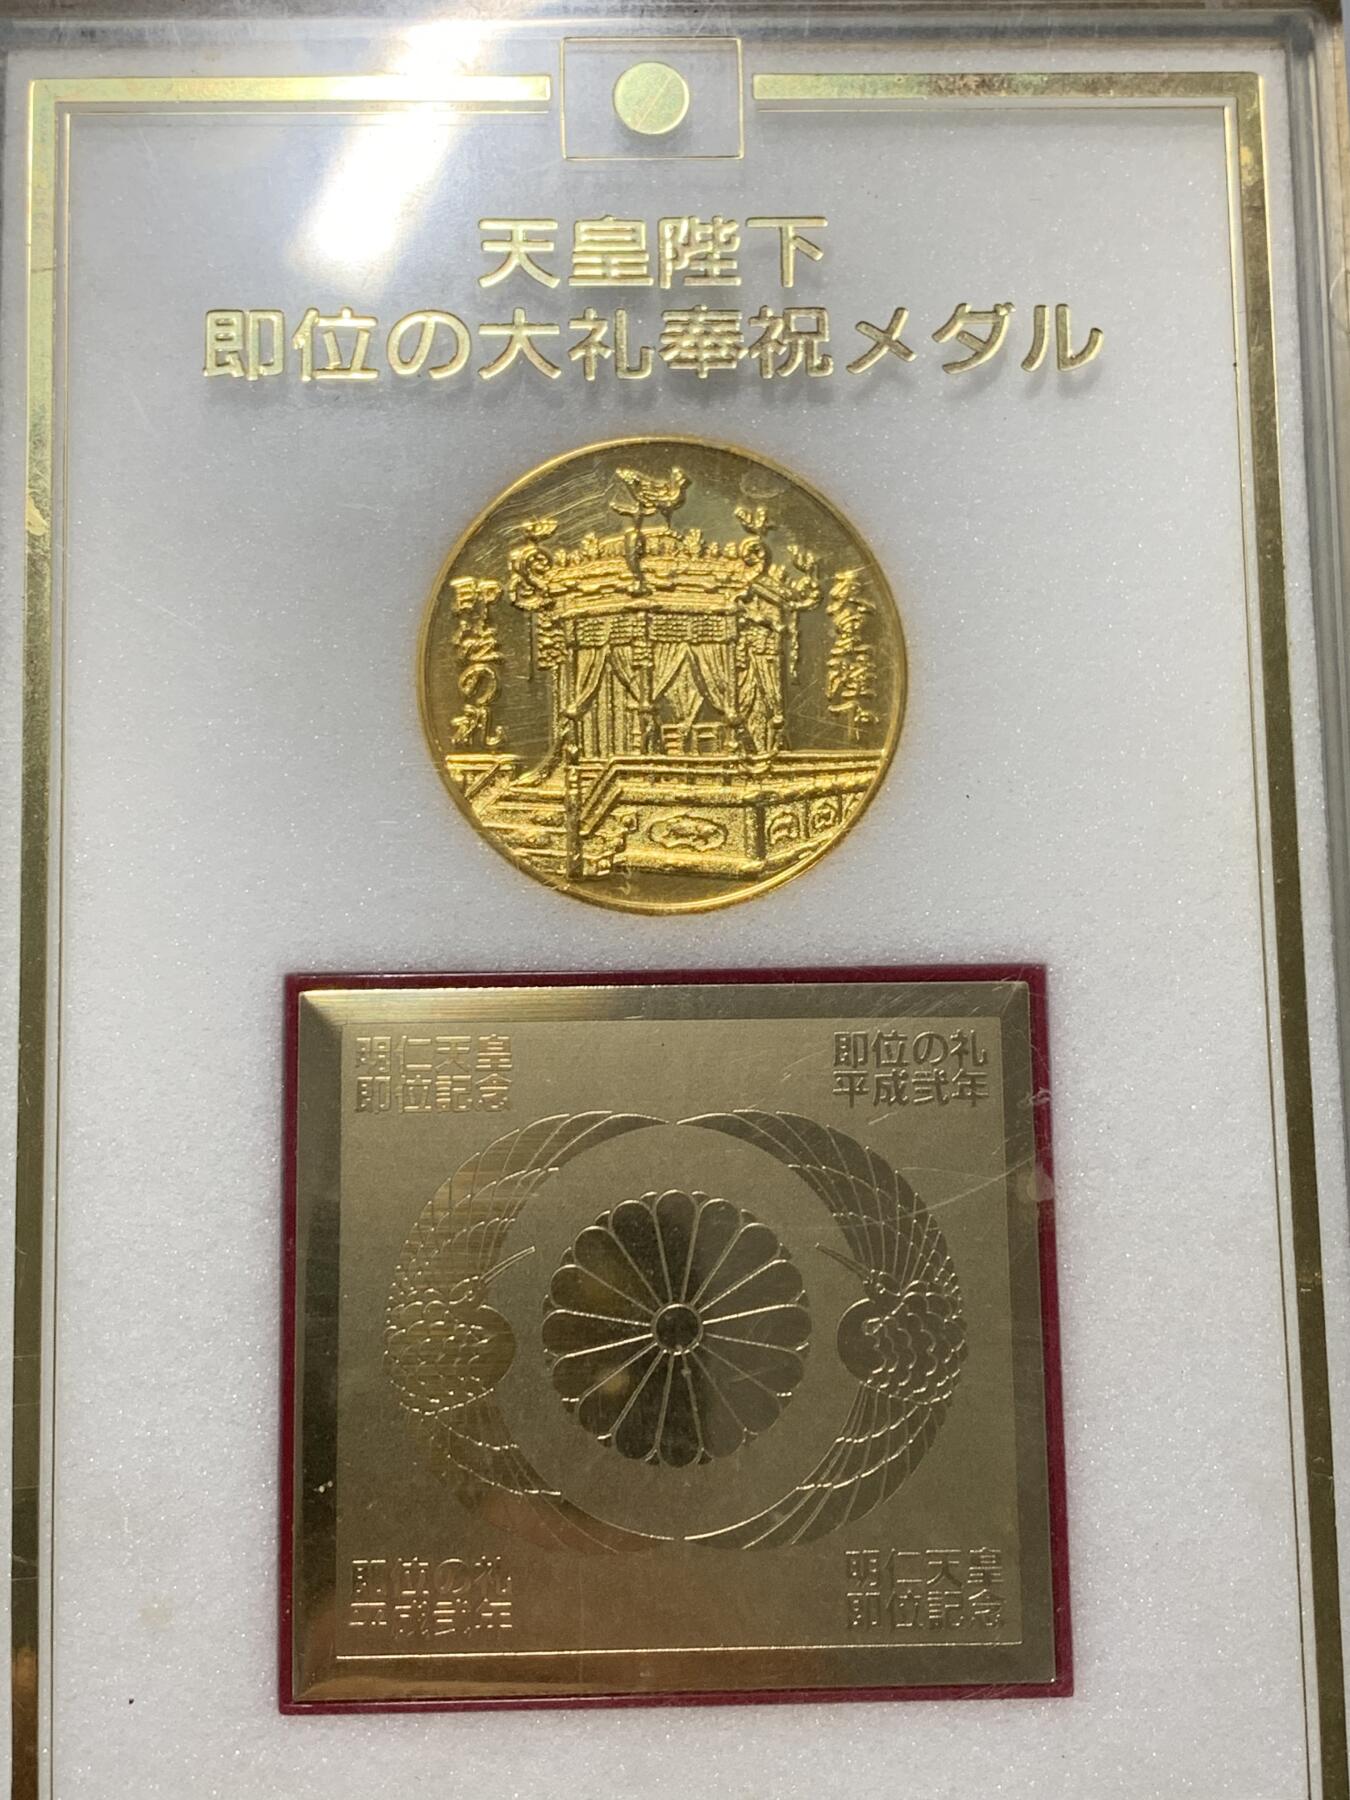 天皇陛下
即位の大礼奉祝メダル
天皇陛下
即位の礼
明仁天皇
即位記念
即位の礼
平成弐年
即位の礼
平成弐年
明仁天皇
即位記念